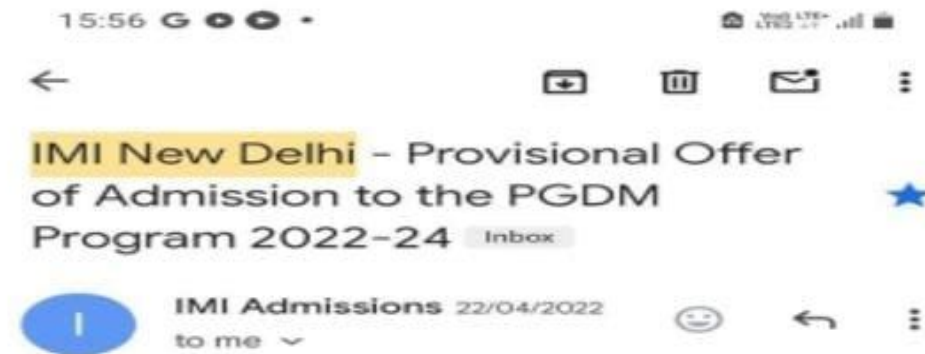 15:56 G
IMI New Delhi - Provisional Offer
of Admission to the PGDM
Program 2022-24 Inbox
I
IMI Admissions 22/04/2022
to me